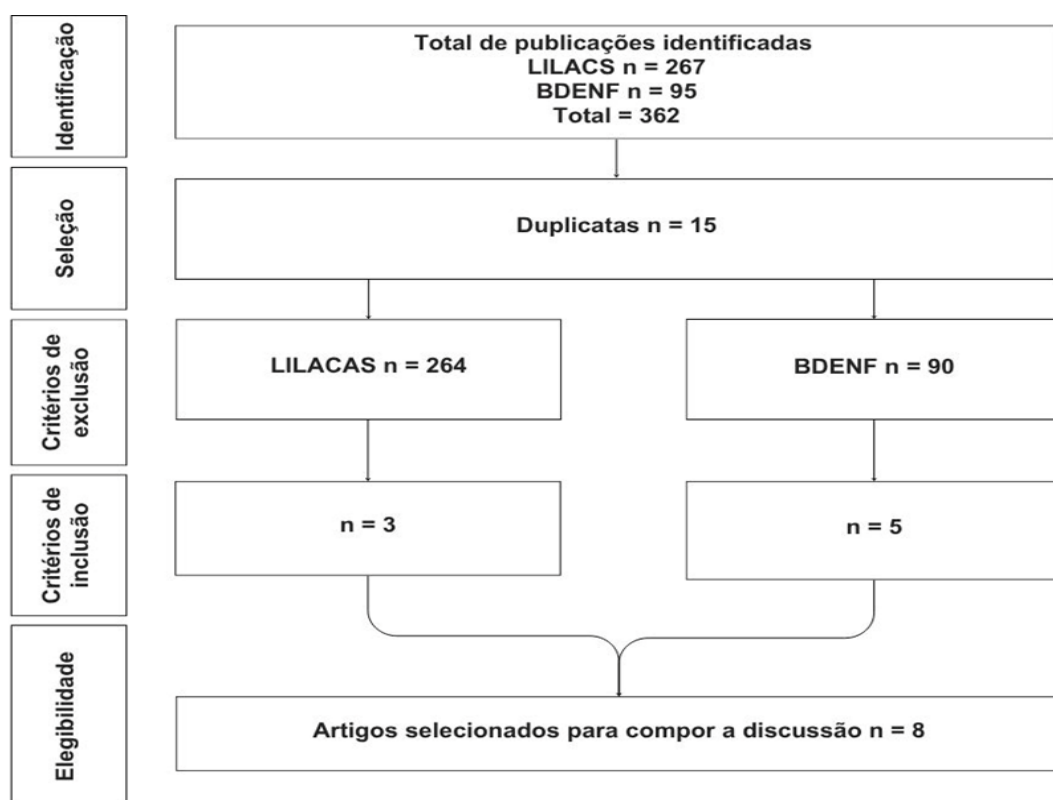 Identificação
Total de publicações identificadas
LILACS n = 267
BDENF n = 95
Total = 362
Seleção
Duplicatas n = 15
Critérios de
exclusão
LILACAS n = 264
BDENF n = 90
Critérios de
inclusão
n = 3
n = 5
Elegibilidade
Artigos selecionados para compor a discussão n = 8